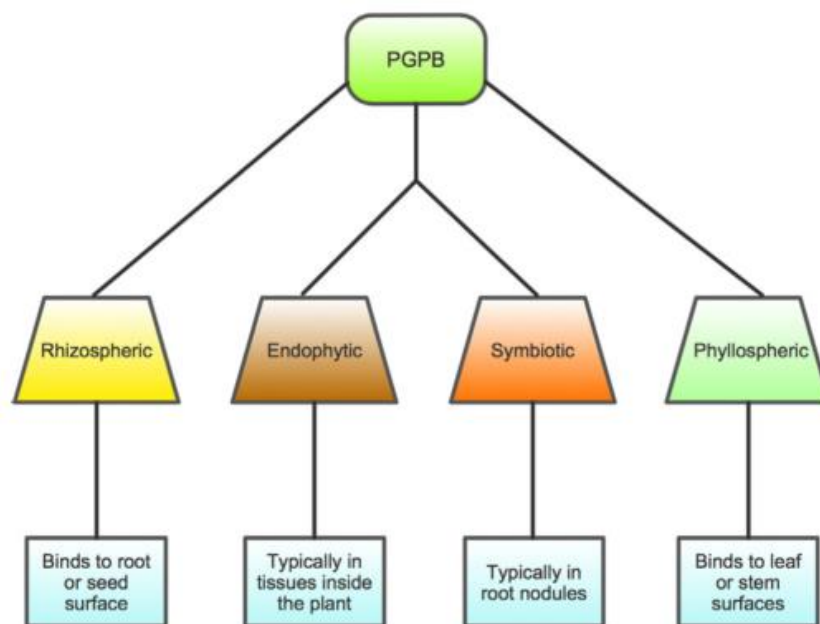 PGPB
Rhizospheric
Endophytic
Symbiotic
Phyllospheric
Binds to root
or seed
surface
Typically in
tissues inside
the plant
Typically in
root nodules
Binds to leaf
or stem
surfaces